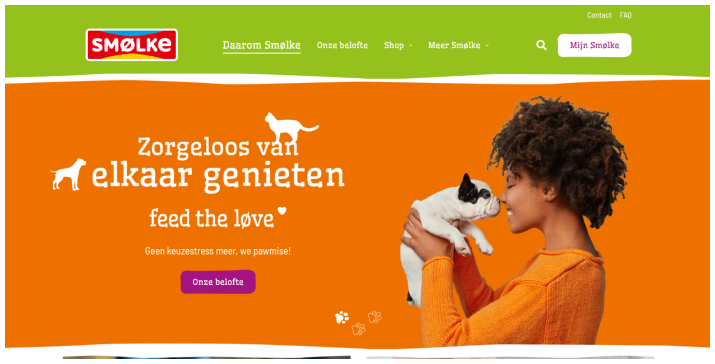 Contact FAQ
SMØLKE
Daarom Smølke Onze belofte Shop Meer Smølke Mijn Smølke
Zorgeloos van
elkaar genieten
feed the løve
Geen keuzestress meer, we pawmise!
Onze belofte